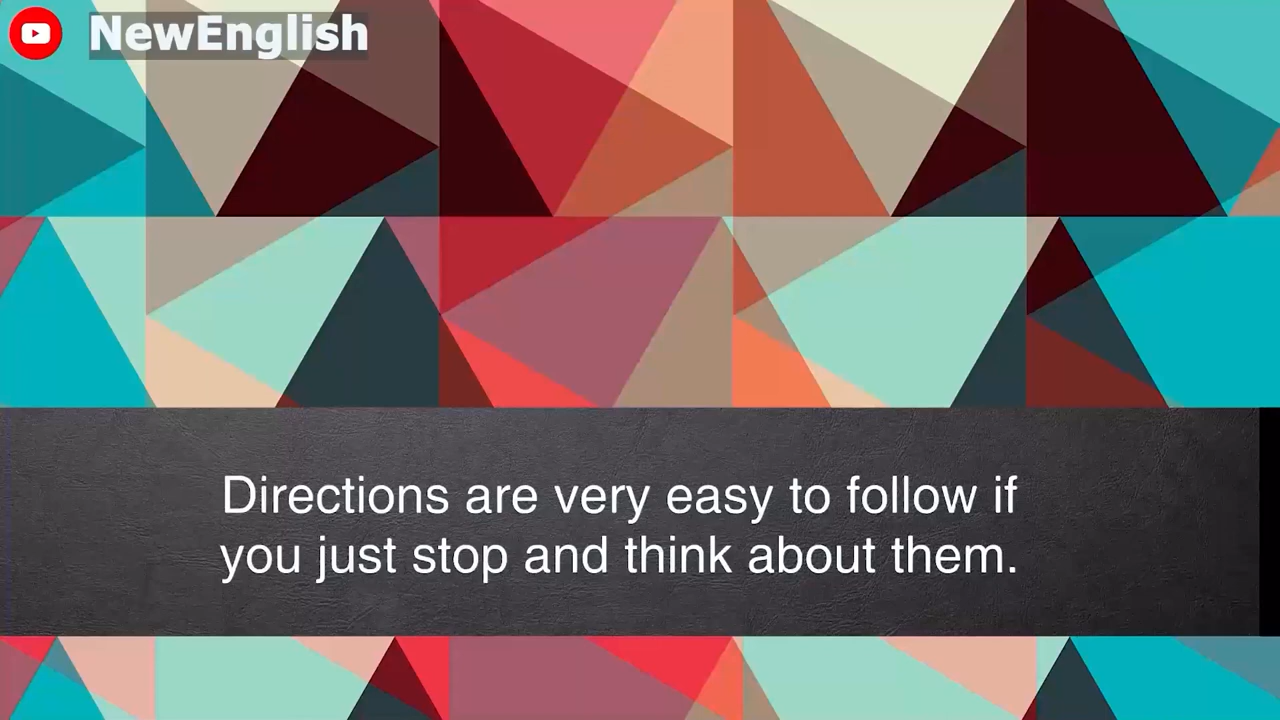 NewEnglish
Directions are very easy to follow if
you just stop and think about them.